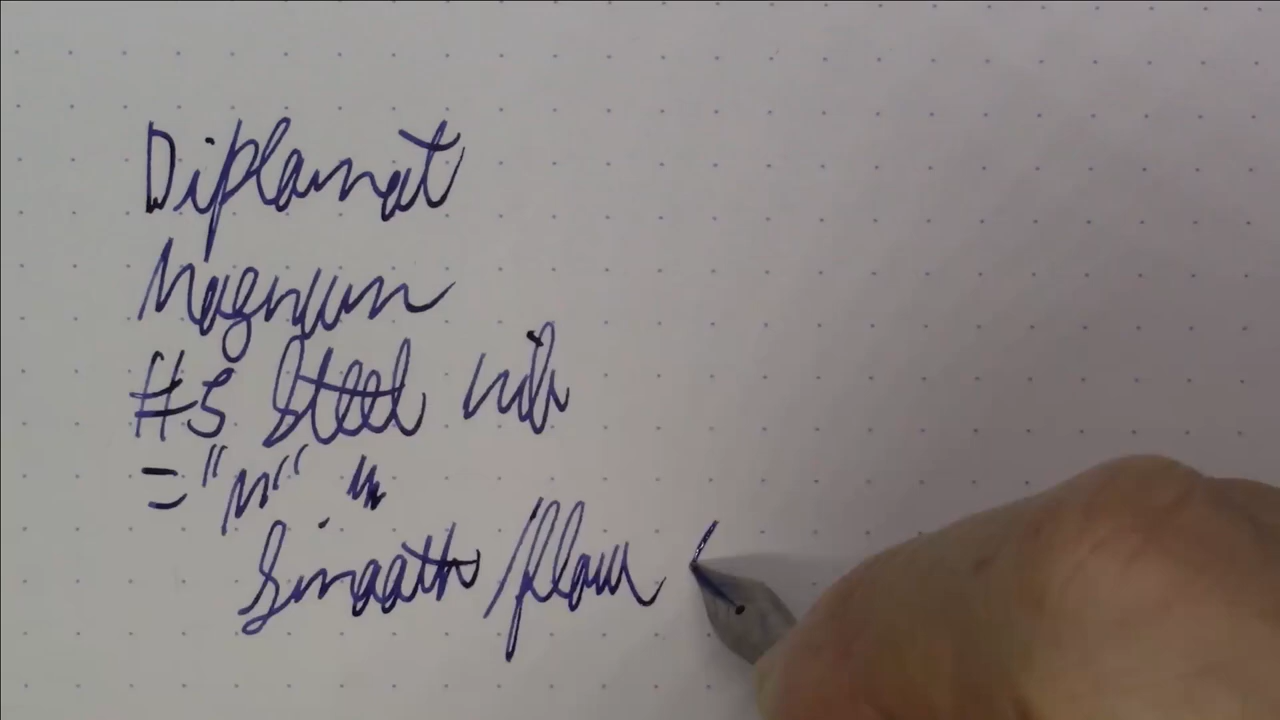 Diplomat
Magnum
#5 Steel nib
= "M"
Smooth / flow